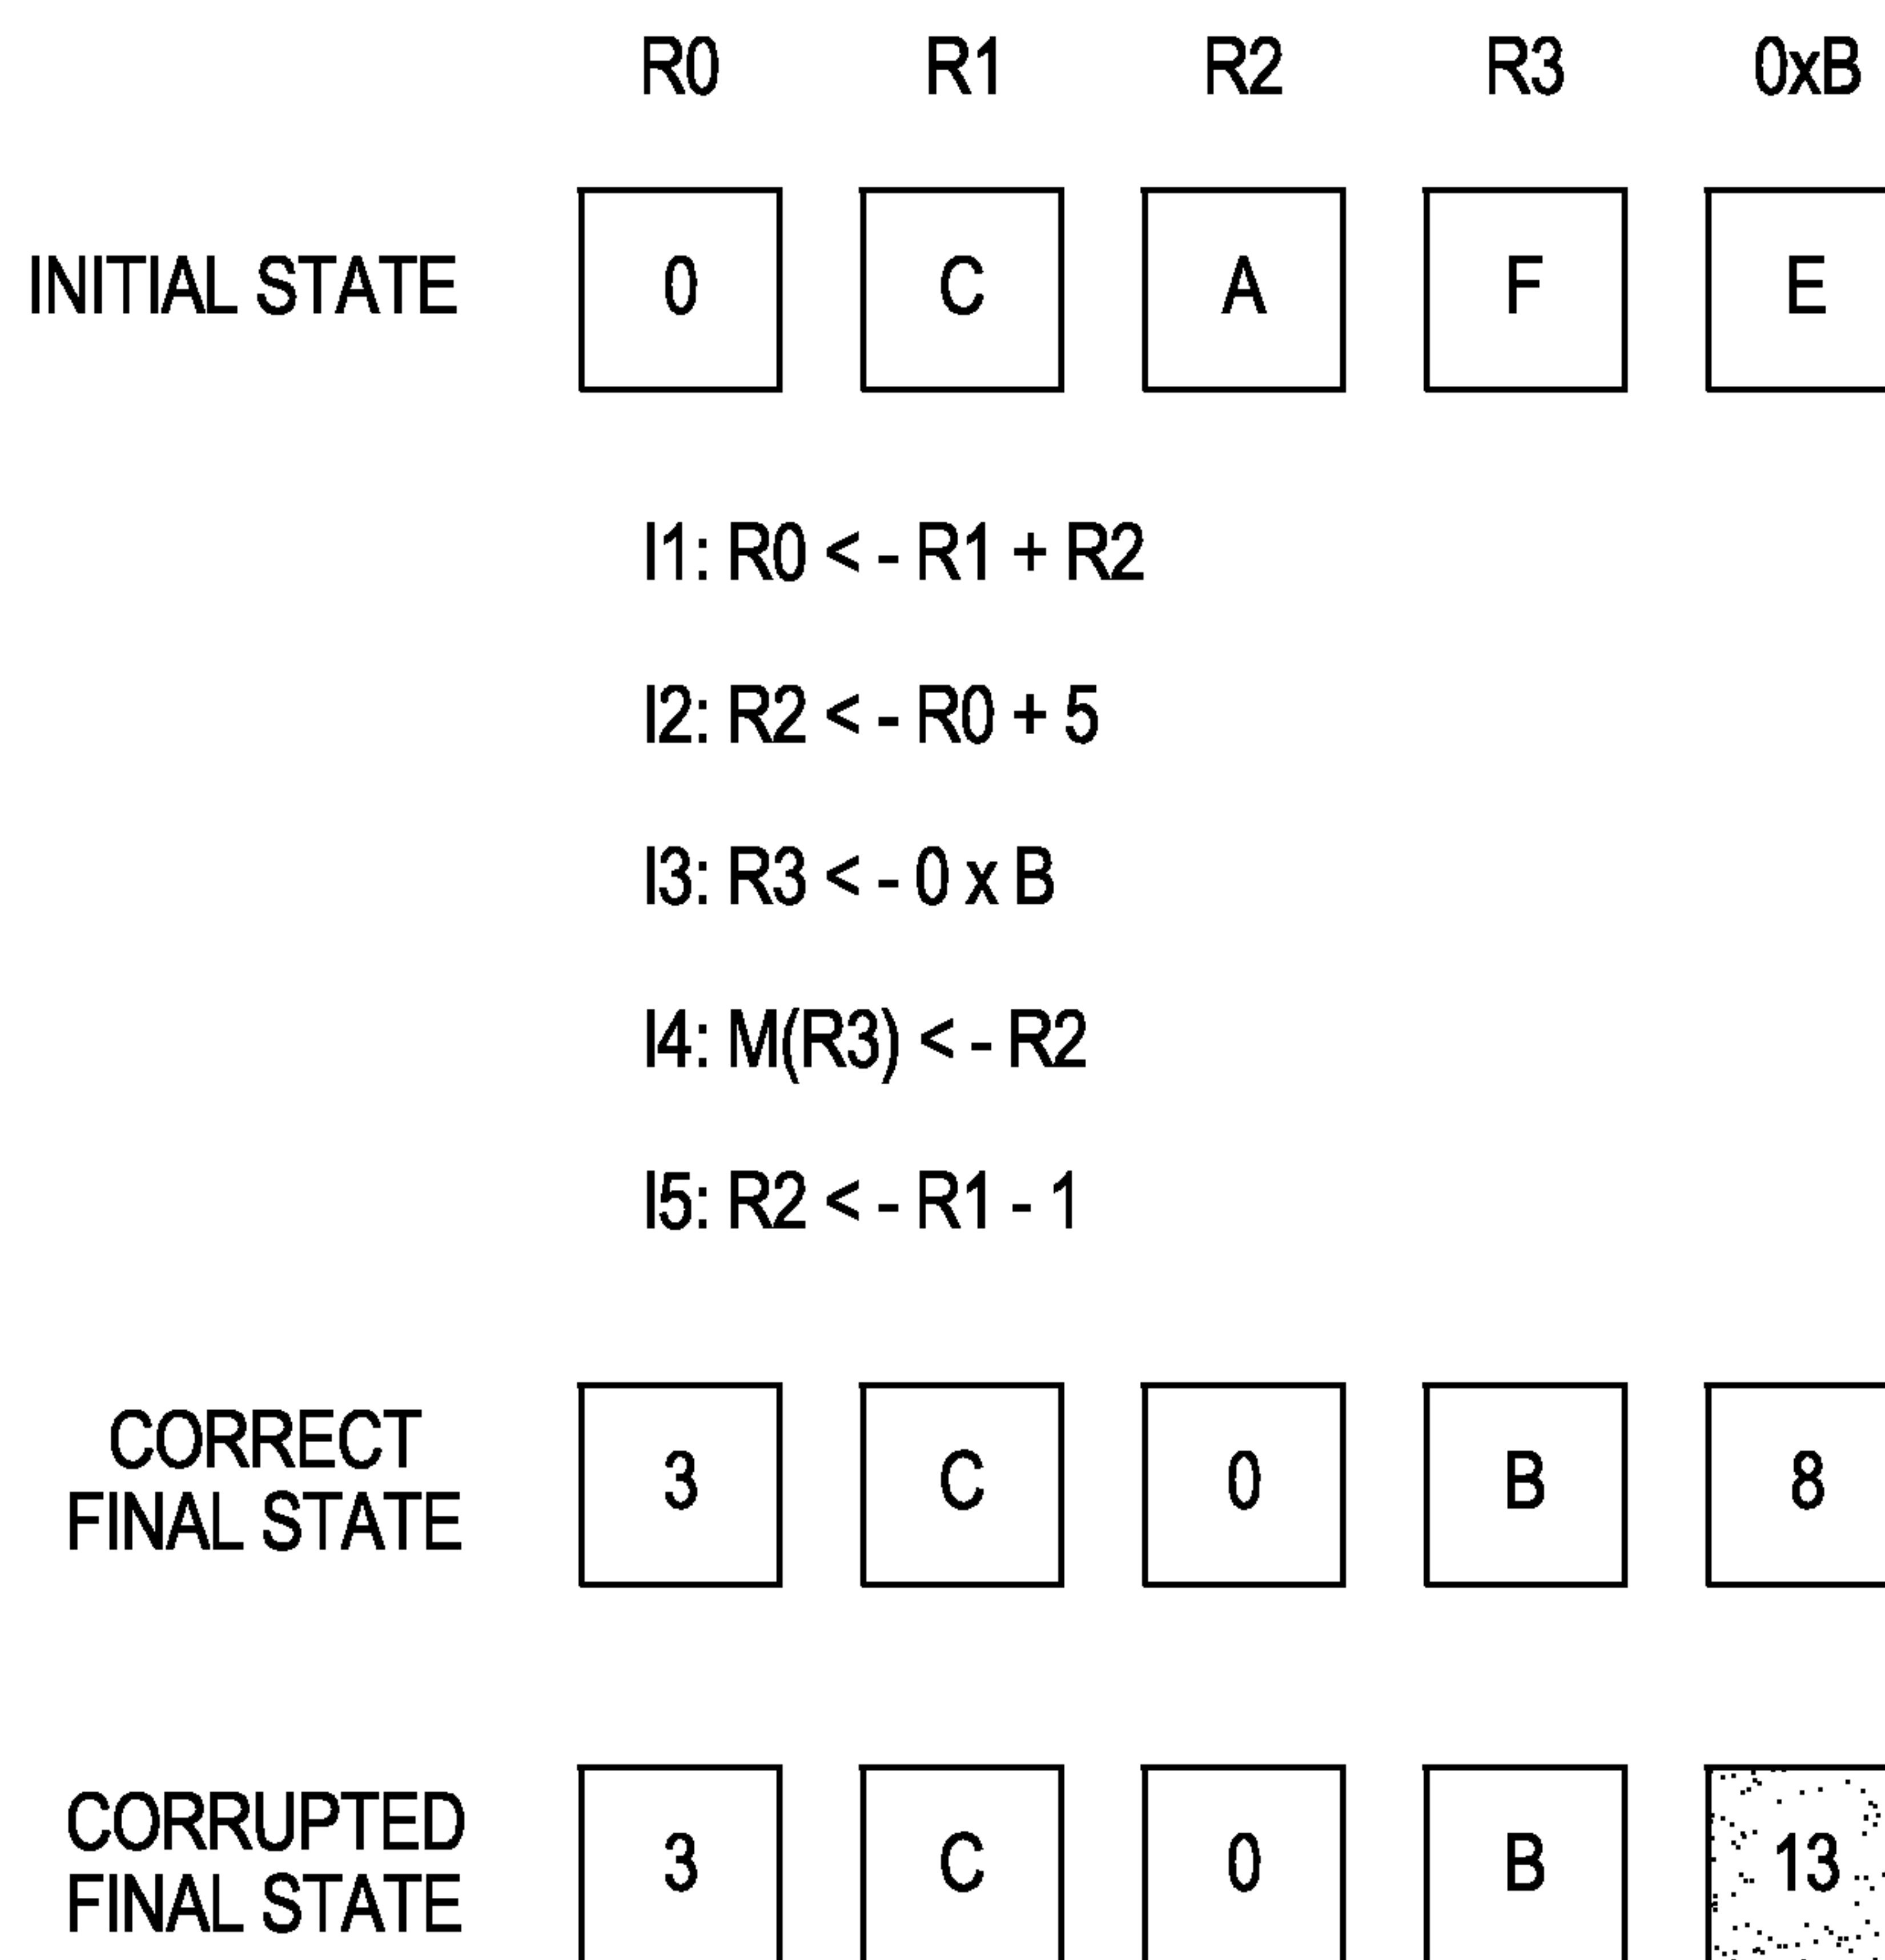 R0 R1 R2 R3 0xB
INITIAL STATE 0 C A F E
I1: R0 < - R1 + R2
I2: R2 < - R0 + 5
I3: R3 < - 0 x B
I4: M(R3) < - R2
I5: R2 < - R1 - 1
CORRECT
FINAL STATE
3 C 0 B 8
CORRUPTED
FINAL STATE
3 C 0 B 13